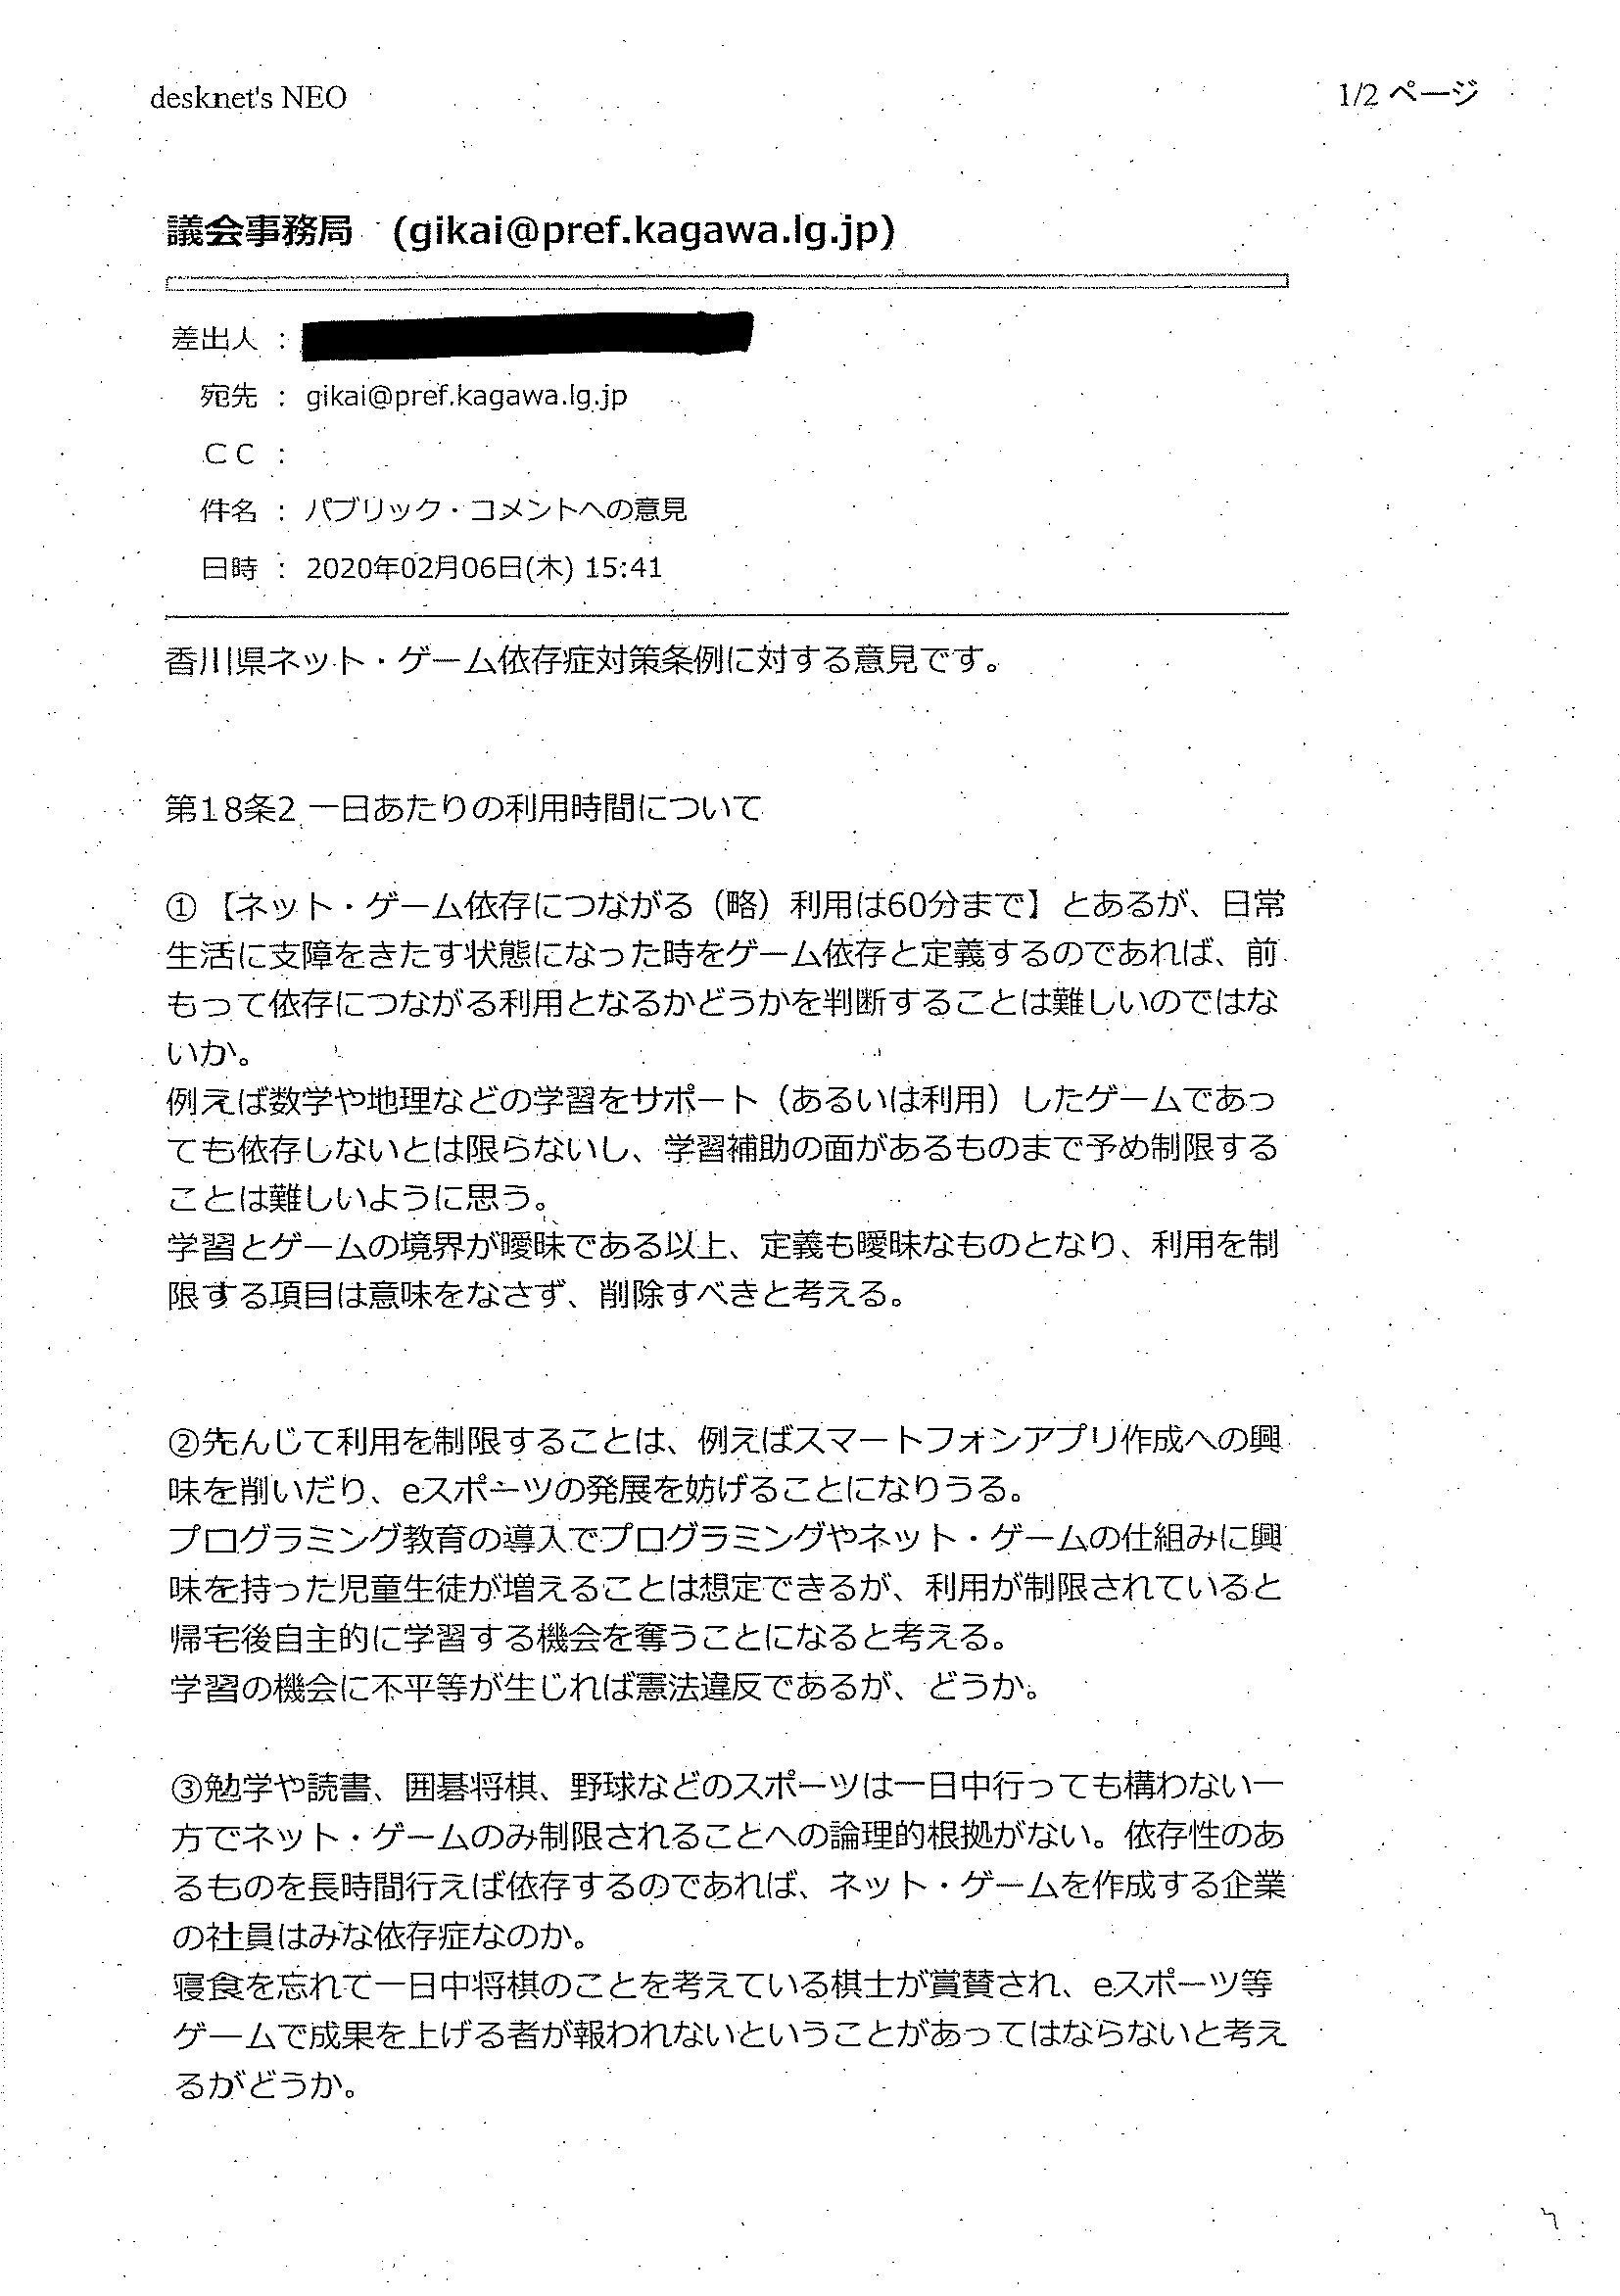 desknet's NEO
1/2 ページ
議会事務局 (gikai@pref.kagawa.lg.jp)
差出人 :
宛先 : gikai@pref.kagawa.lg.jp
ＣＣ :
件名 : パブリック・コメントへの意見
日時 : 2020年02月06日(木) 15:41
香川県ネット・ゲーム依存症対策条例に対する意見です。
第18条2 一日あたりの利用時間について
①【ネット・ゲーム依存につながる（略）利用は60分まで】とあるが、日常
生活に支障をきたす状態になった時をゲーム依存と定義するのであれば、前
もって依存につながる利用となるかどうかを判断することは難しいのではな
いか。
例えば数学や地理などの学習をサポート（あるいは利用）したゲームであっ
ても依存しないとは限らないし、学習補助の面があるものまで予め制限する
ことは難しいように思う。
学習とゲームの境界が曖昧である以上、定義も曖昧なものとなり、利用を制
限する項目は意味をなさず、削除すべきと考える。
②先んじて利用を制限することは、例えばスマートフォンアプリ作成への興
味を削いだり、eスポーツの発展を妨げることになりうる。
プログラミング教育の導入でプログラミングやネット・ゲームの仕組みに興
味を持った児童生徒が増えることは想定できるが、利用が制限されていると
帰宅後自主的に学習する機会を奪うことになると考える。
学習の機会に不平等が生じれば憲法違反であるが、どうか。
③勉学や読書、囲碁将棋、野球などのスポーツは一日中行っても構わない一
方でネット・ゲームのみ制限されることへの論理的根拠がない。依存性のあ
るものを長時間行えば依存するのであれば、ネット・ゲームを作成する企業
の社員はみな依存症なのか。
寝食を忘れて一日中将棋のことを考えている棋士が賞賛され、eスポーツ等
ゲームで成果を上げる者が報われないということがあってはならないと考え
るがどうか。